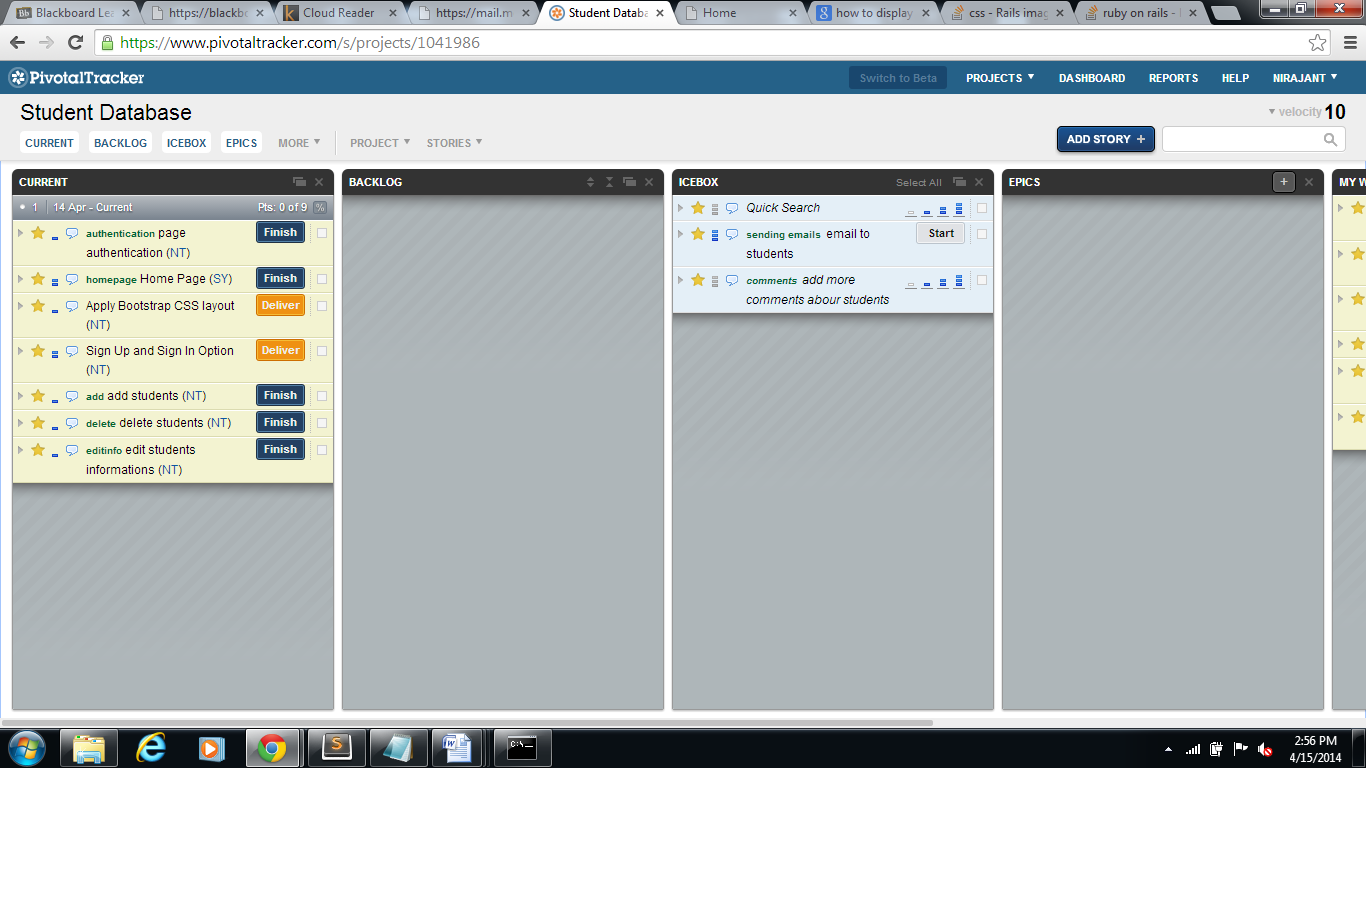 Blackboard Lea
https://blackbo
Cloud Reader
https://mail.m
Student Databa
Home
how to display
css - Rails imag
ruby on rails -
https://www.pivotaltracker.com/s/projects/1041986
PivotalTracker
Switch to Beta
PROJECTS
DASHBOARD
REPORTS
HELP
NIRAJANT
Student Database
velocity 10
CURRENT
BACKLOG
ICEBOX
EPICS
MORE
PROJECT
STORIES
ADD STORY +
CURRENT
1 14 Apr - Current Pts: 0 of 9 %
authentication page Finish
authentication (NT)
homepage Home Page (SY) Finish
Apply Bootstrap CSS layout Deliver
(NT)
Sign Up and Sign In Option Deliver
(NT)
add add students (NT) Finish
delete delete students (NT) Finish
editinfo edit students Finish
informations (NT)
BACKLOG
ICEBOX Select All
Quick Search
sending emails email to Start
students
comments add more
comments abour students
EPICS +
MY W
C:\_
2:56 PM
4/15/2014